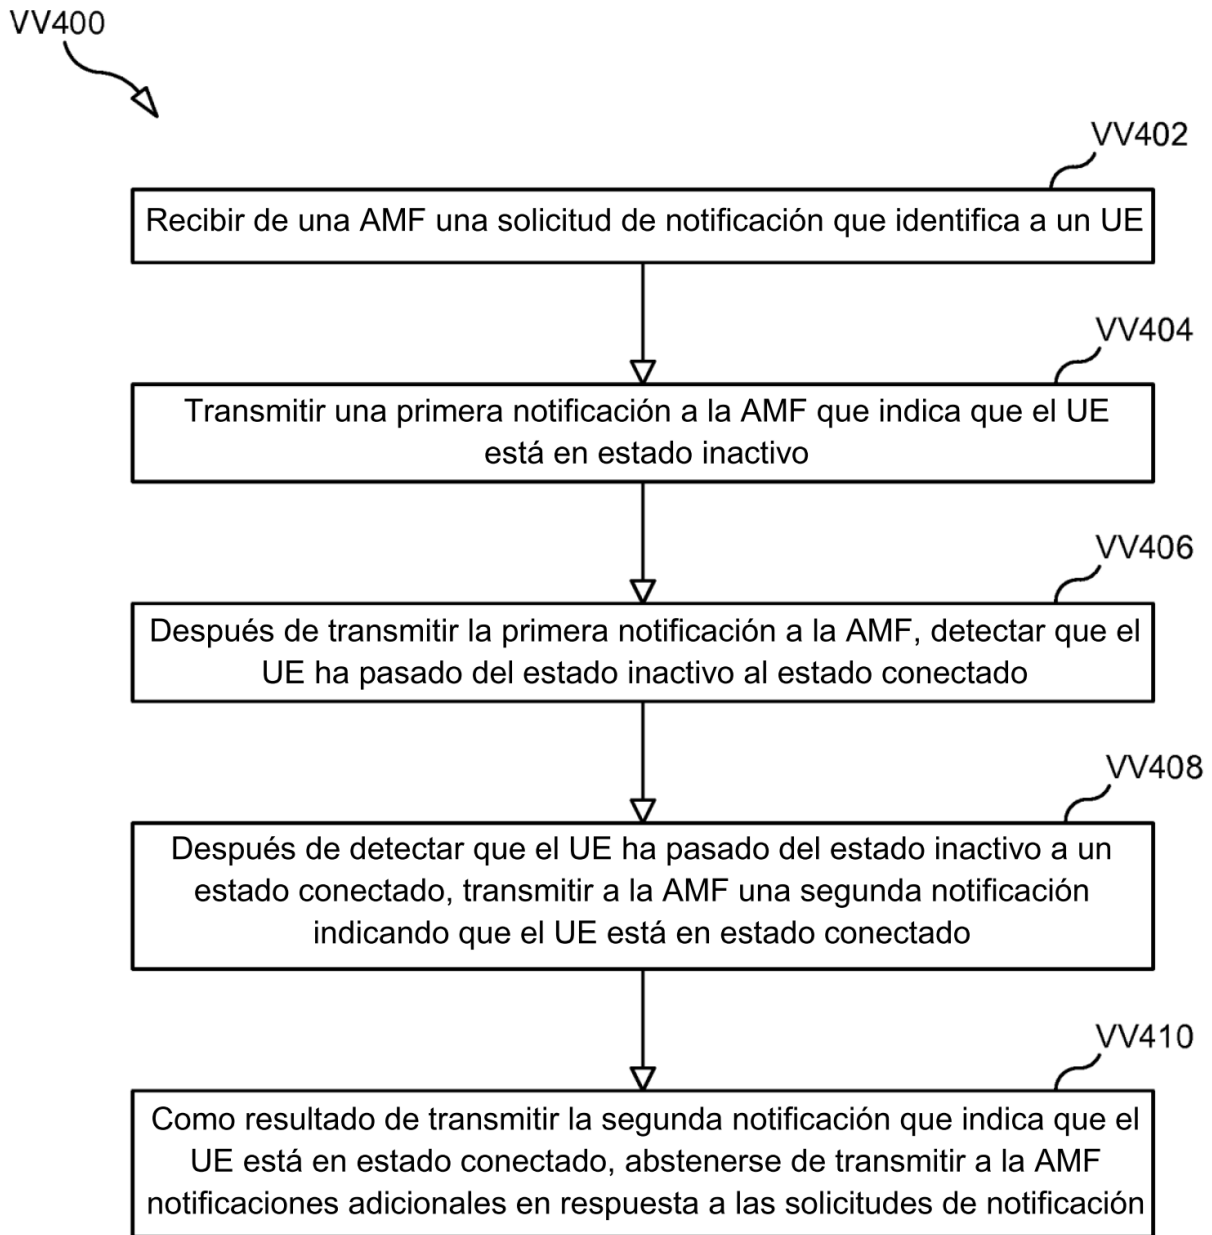 VV400
VV402
Recibir de una AMF una solicitud de notificación que identifica a un UE
VV404
Transmitir una primera notificación a la AMF que indica que el UE
está en estado inactivo
VV406
Después de transmitir la primera notificación a la AMF, detectar que el
UE ha pasado del estado inactivo al estado conectado
VV408
Después de detectar que el UE ha pasado del estado inactivo a un
estado conectado, transmitir a la AMF una segunda notificación
indicando que el UE está en estado conectado
VV410
Como resultado de transmitir la segunda notificación que indica que el
UE está en estado conectado, abstenerse de transmitir a la AMF
notificaciones adicionales en respuesta a las solicitudes de notificación